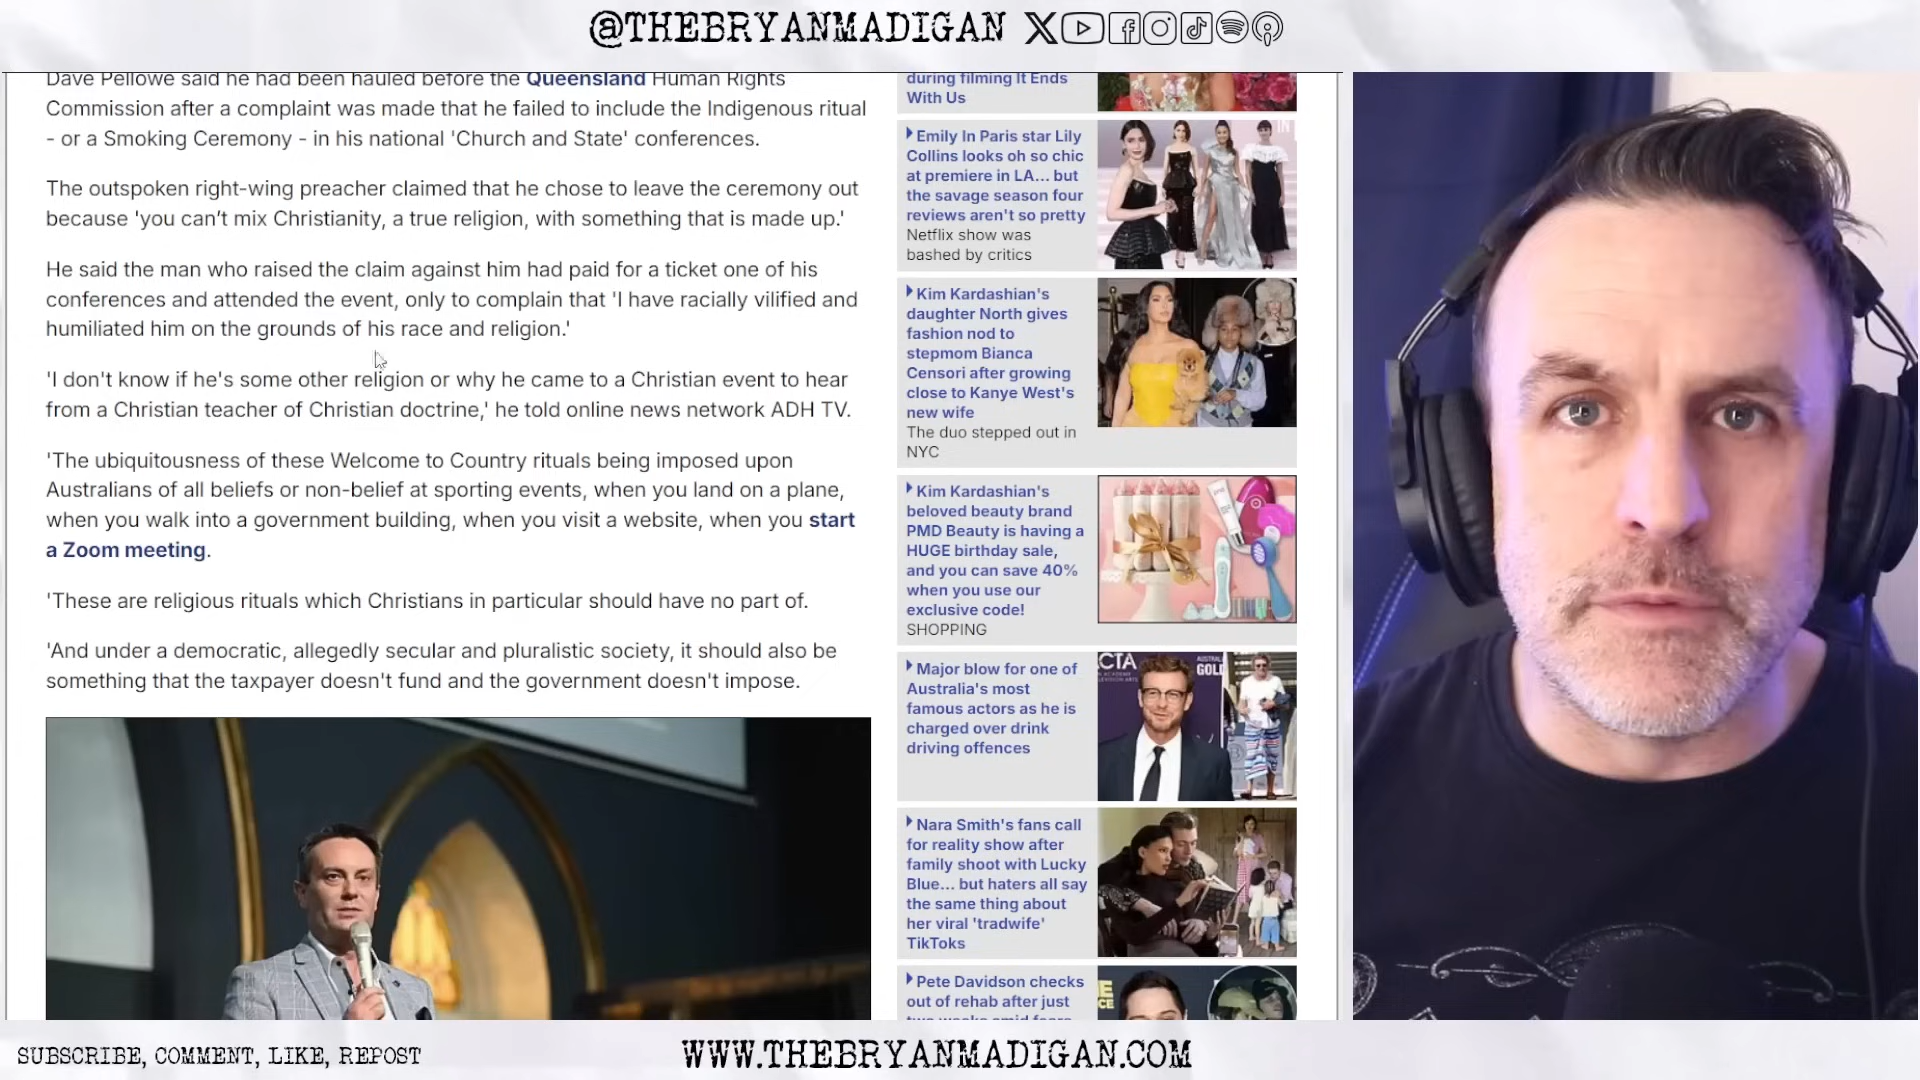 @THEBRYANMADIGAN
Dave Pellowe said he had been hauled before the Queensland Human Rights
Commission after a complaint was made that he failed to include the Indigenous ritual
- or a Smoking Ceremony - in his national 'Church and State' conferences.
The outspoken right-wing preacher claimed that he chose to leave the ceremony out
because 'you can't mix Christianity, a true religion, with something that is made up.'
He said the man who raised the claim against him had paid for a ticket one of his
conferences and attended the event, only to complain that 'I have racially vilified and
humiliated him on the grounds of his race and religion.'
'I don't know if he's some other religion or why he came to a Christian event to hear
from a Christian teacher of Christian doctrine,' he told online news network ADH TV.
'The ubiquitousness of these Welcome to Country rituals being imposed upon
Australians of all beliefs or non-belief at sporting events, when you land on a plane,
when you walk into a government building, when you visit a website, when you start
a Zoom meeting.
'These are religious rituals which Christians in particular should have no part of.
'And under a democratic, allegedly secular and pluralistic society, it should also be
something that the taxpayer doesn't fund and the government doesn't impose.
during filming It Ends
With Us
Emily In Paris star Lily
Collins looks oh so chic
at premiere in LA... but
the savage season four
reviews aren't so pretty
Netflix show was
bashed by critics
IN
Kim Kardashian's
daughter North gives
fashion nod to
stepmom Bianca
Censori after growing
close to Kanye West's
new wife
The duo stepped out in
NYC
Kim Kardashian's
beloved beauty brand
PMD Beauty is having a
HUGE birthday sale,
and you can save 40%
when you use our
exclusive code!
SHOPPING
Major blow for one of
Australia's most
famous actors as he is
charged over drink
driving offences
Nara Smith's fans call
for reality show after
family shoot with Lucky
Blue... but haters all say
the same thing about
her viral 'tradwife'
TikToks
Pete Davidson checks
out of rehab after just
SUBSCRIBE, COMMENT, LIKE, REPOST
WWW.THEBRYANMADIGAN.COM